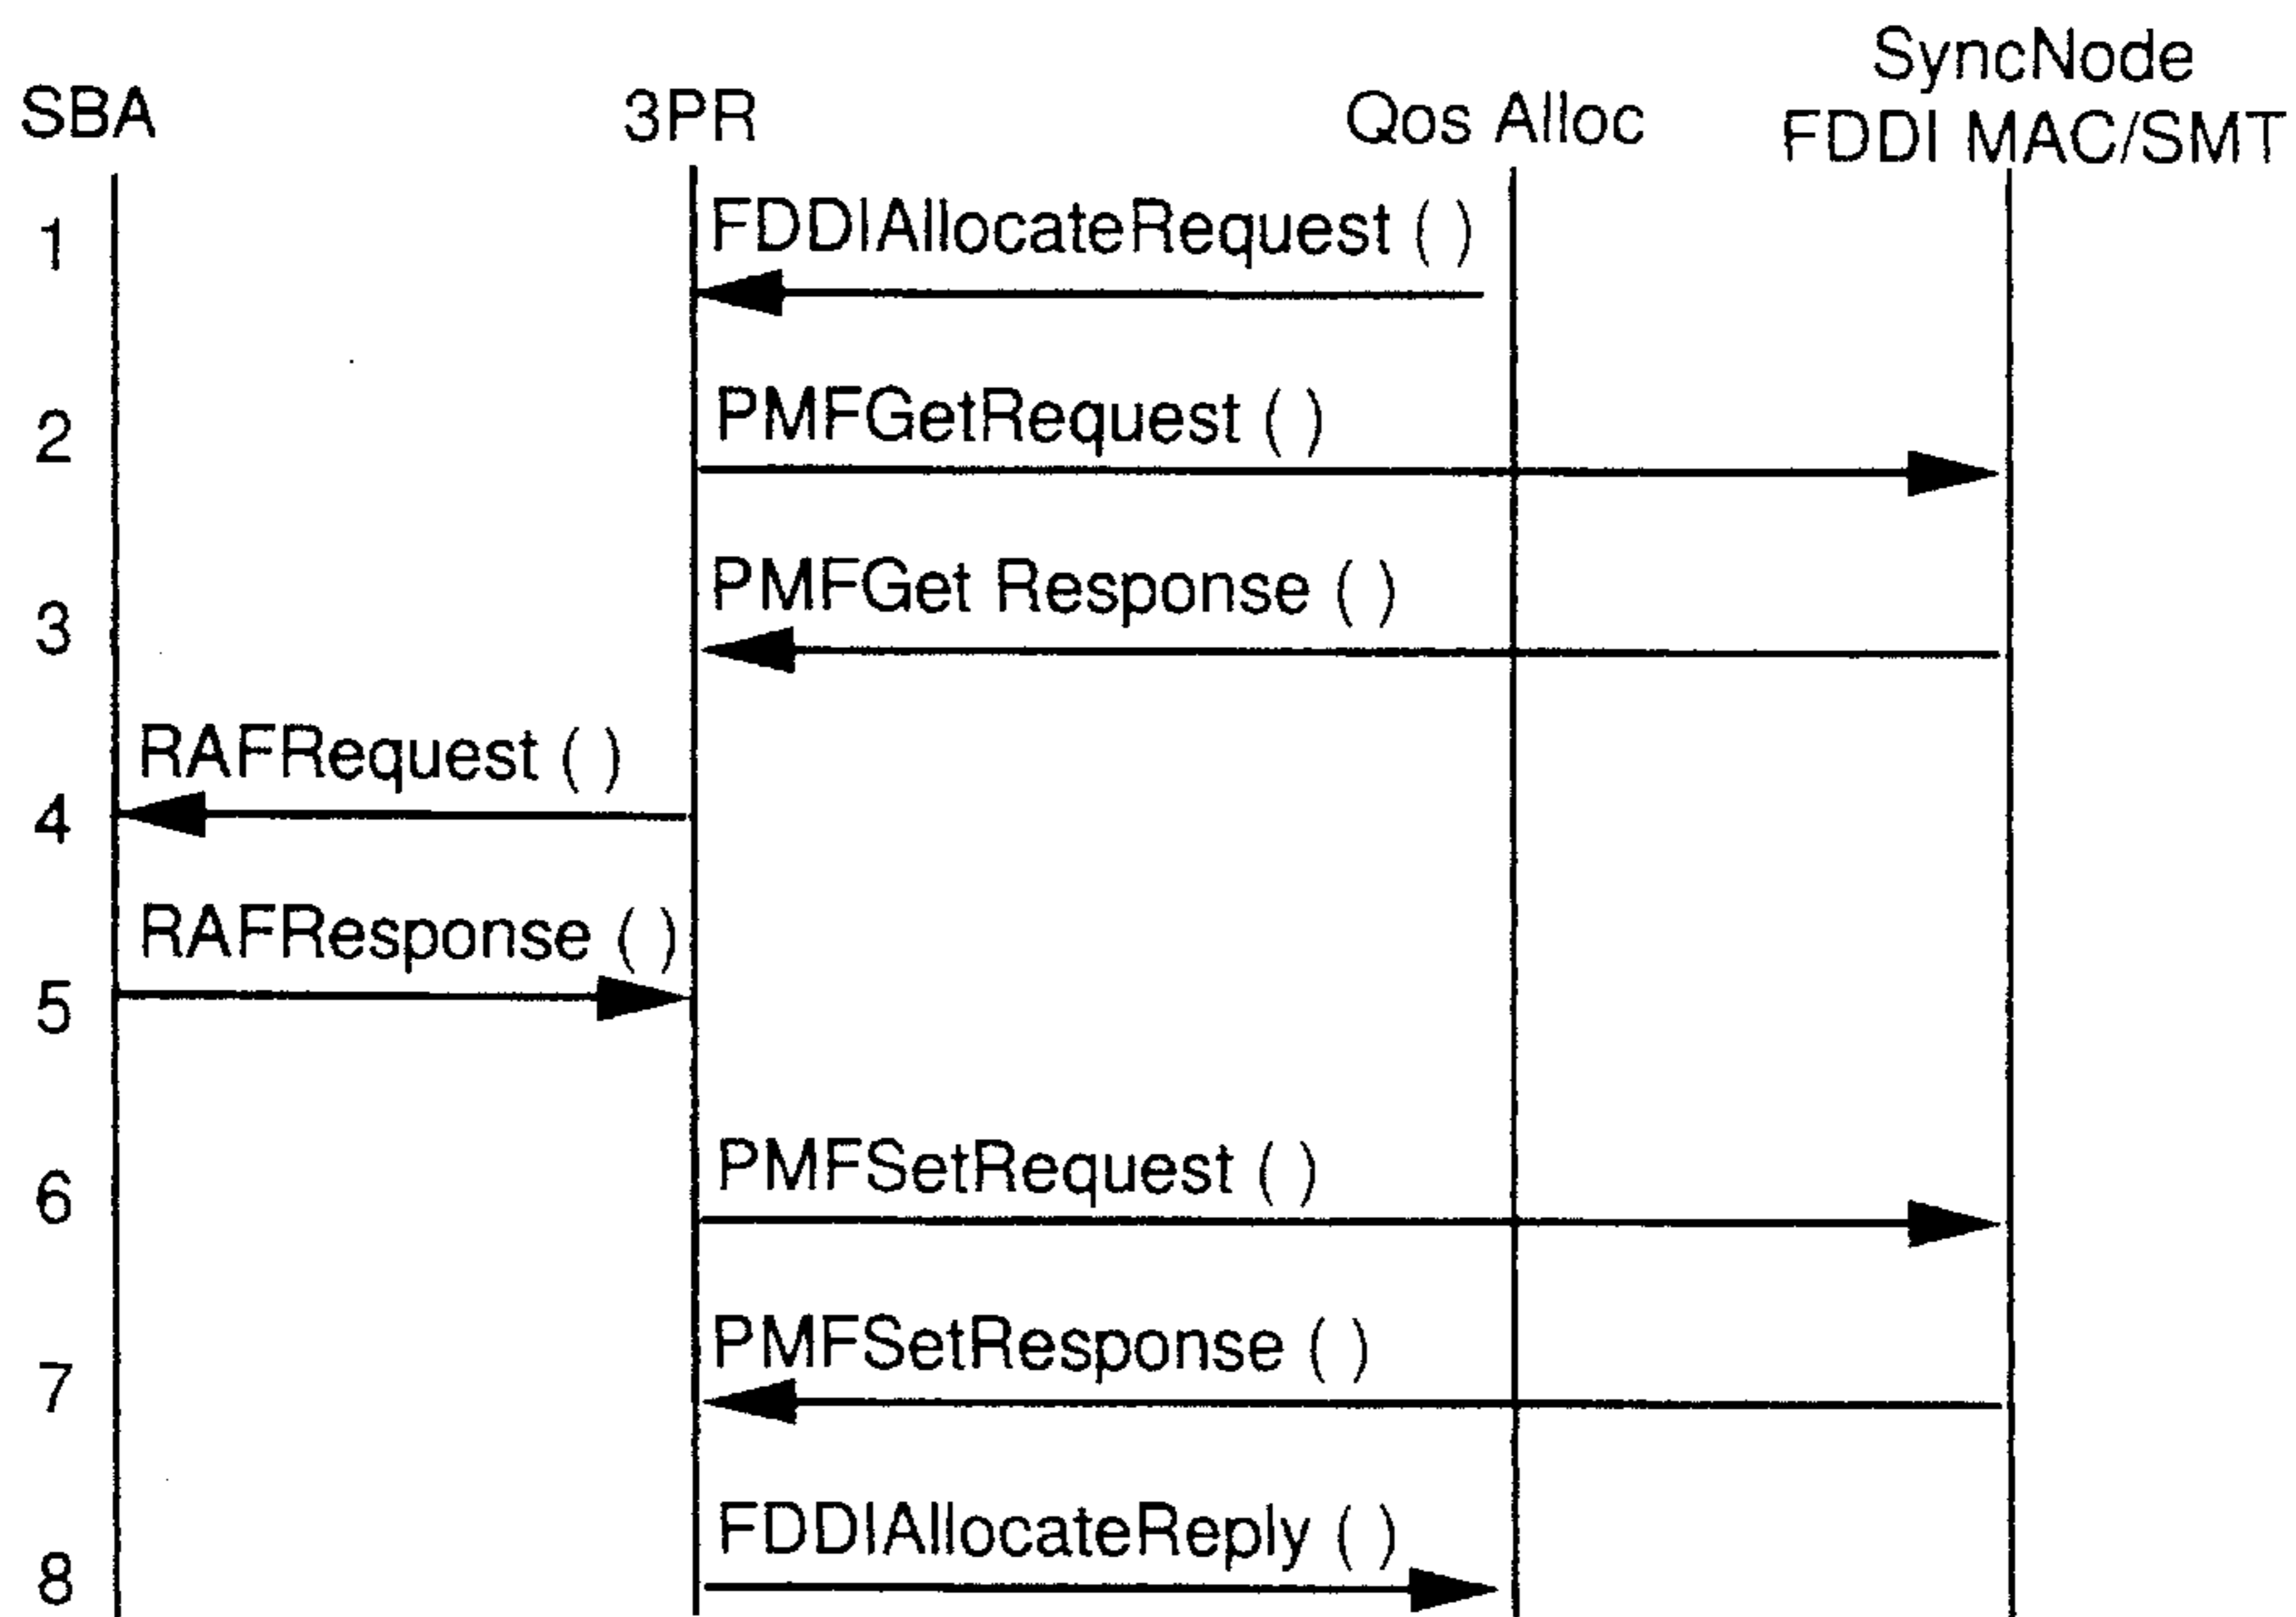 SBA
3PR
Qos Alloc
SyncNode
FDDI MAC/SMT
1
FDDIAllocateRequest ( )
2
PMFGetRequest ( )
3
PMFGet Response ( )
RAFRequest ( )
4
RAFResponse ( )
5
6
PMFSetRequest ( )
7
PMFSetResponse ( )
8
FDDIAllocateReply ( )